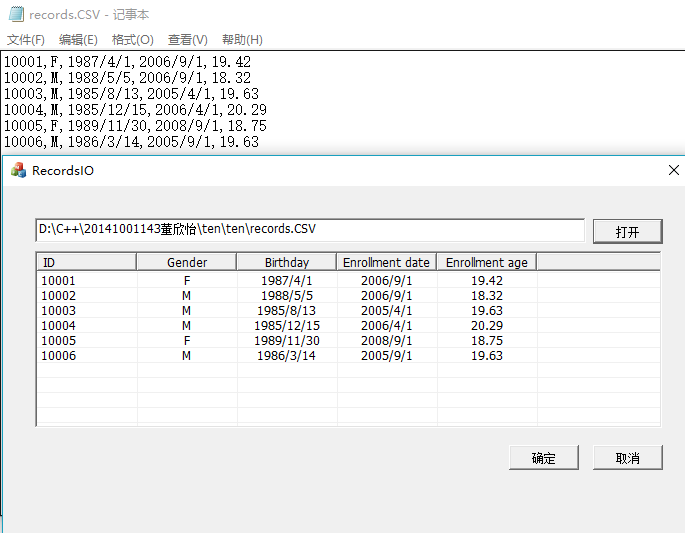 records.CSV - 记事本
文件(F) 编辑(E) 格式(O) 查看(V) 帮助(H)
10001,F,1987/4/1,2006/9/1,19.42
10002,M,1988/5/5,2006/9/1,18.32
10003,M,1985/8/13,2005/4/1,19.63
10004,M,1985/12/15,2006/4/1,20.29
10005,F,1989/11/30,2008/9/1,18.75
10006,M,1986/3/14,2005/9/1,19.63
RecordsIO
D:\C++\20141001143董欣怡\ten\ten\records.CSV 打开
ID Gender Birthday Enrollment date Enrollment age
10001 F 1987/4/1 2006/9/1 19.42
10002 M 1988/5/5 2006/9/1 18.32
10003 M 1985/8/13 2005/4/1 19.63
10004 M 1985/12/15 2006/4/1 20.29
10005 F 1989/11/30 2008/9/1 18.75
10006 M 1986/3/14 2005/9/1 19.63
确定 取消